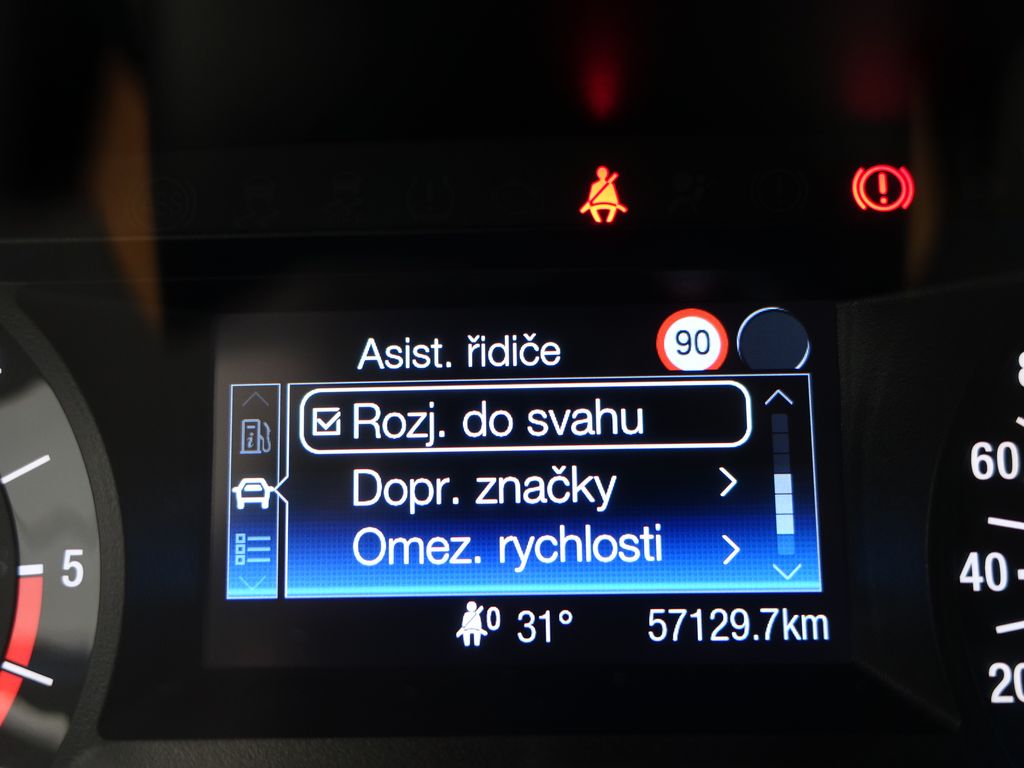 Asist. řidiče
90
Rozj. do svahu
Dopr. značky
Omez. rychlosti
0 31°
57129.7km
5
60
40
20